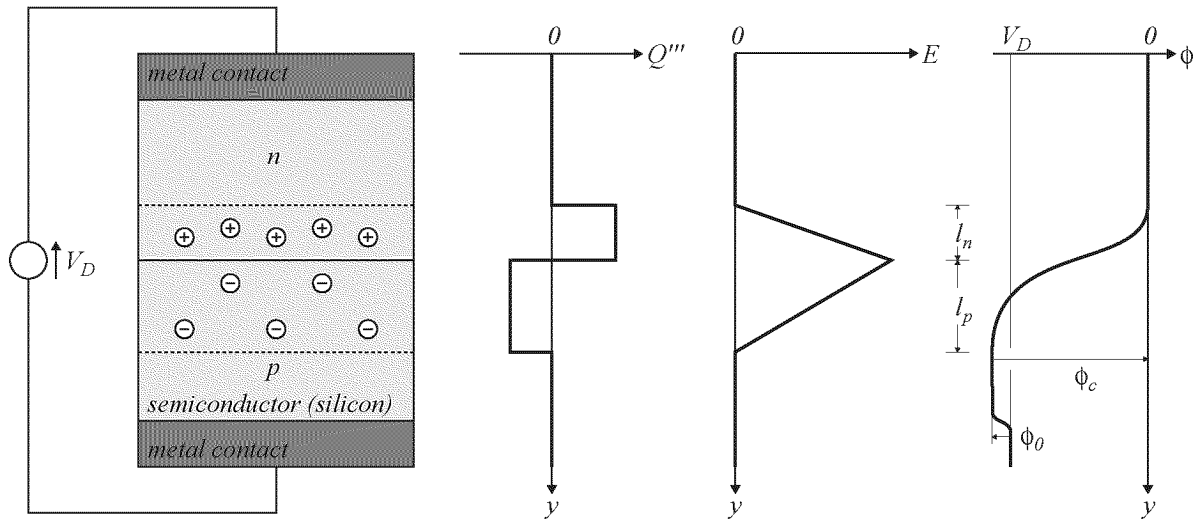 metal contact
n
+ + + + +
− −
− − −
p
semiconductor (silicon)
metal contact
V_D
0
Q'''
y
0
E
y
V_D
0
ϕ
l_n
l_p
ϕ_c
ϕ_0
y